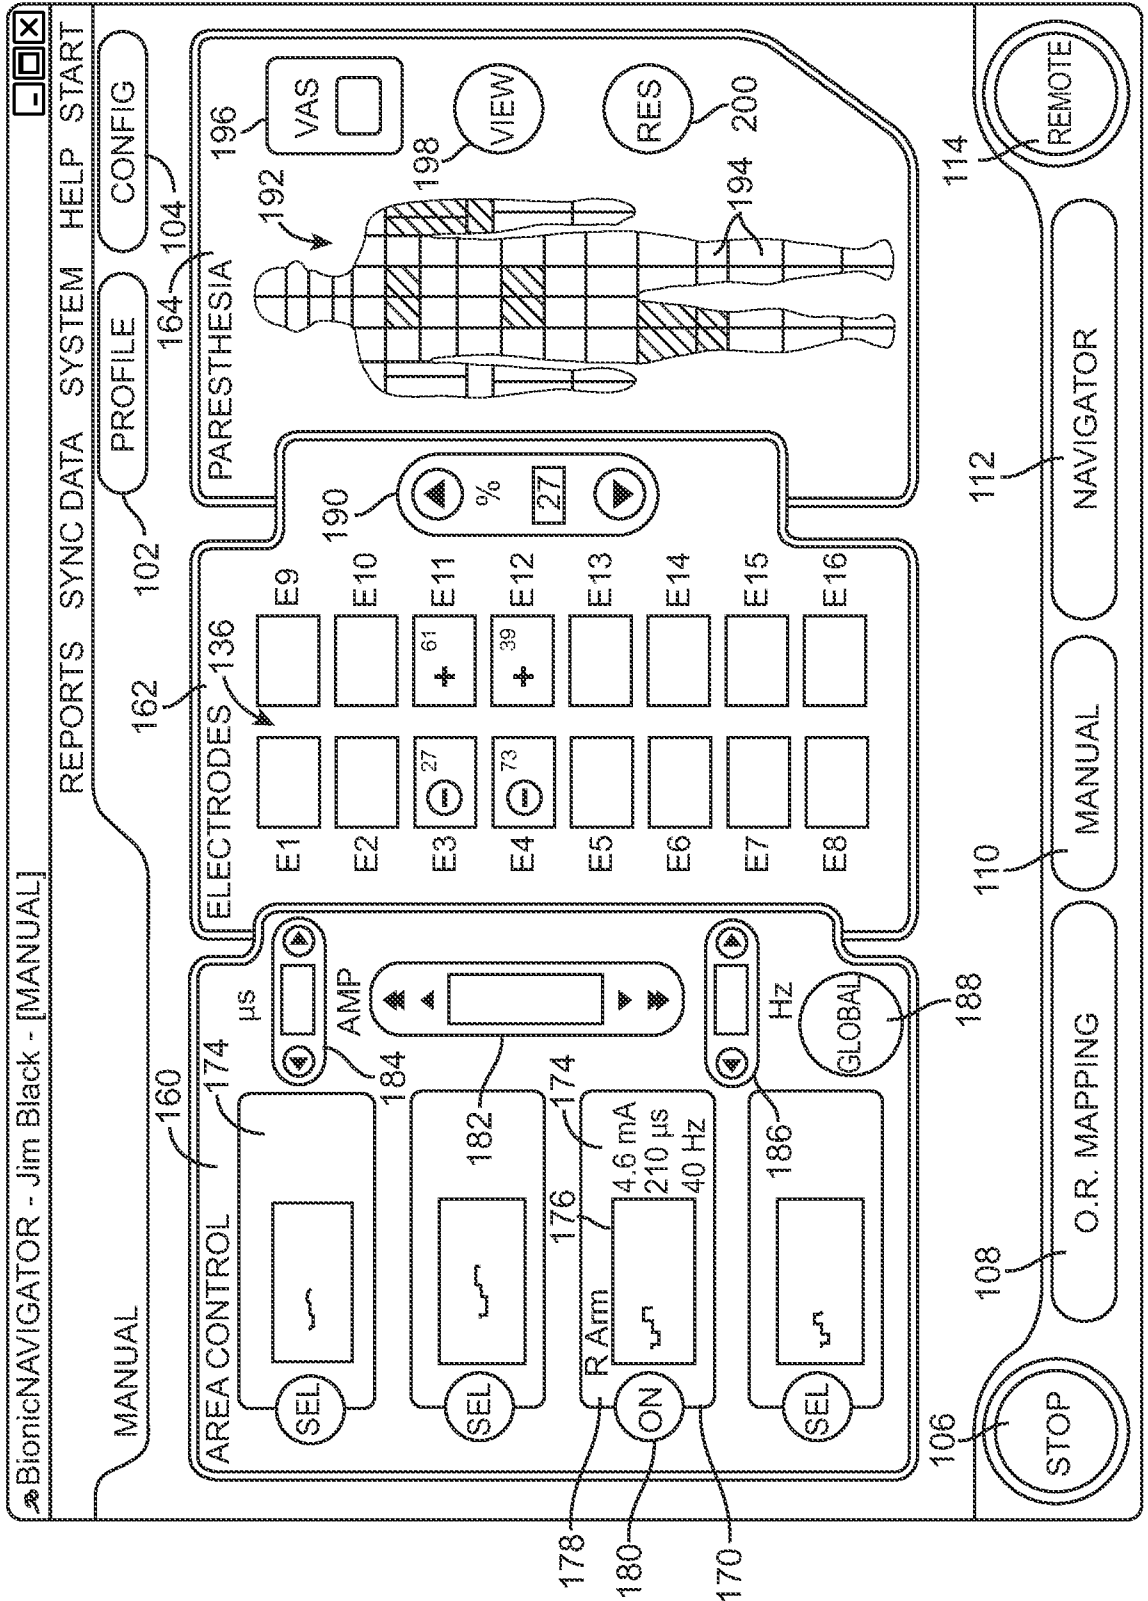 BionicNAVIGATOR - Jim Black - [MANUAL]
REPORTS SYNC DATA SYSTEM HELP START
MANUAL
PROFILE
CONFIG
102
104
160
162
164
AREA CONTROL
174
SEL
µs
184
AMP
SEL
182
178
R Arm
176
174
4.6 mA
210 µs
40 Hz
ON
180
170
SEL
186
Hz
GLOBAL
188
ELECTRODES
136
E1
E9
E2
E10
E3
- 27
+ 61
E11
E4
- 73
+ 39
E12
E5
E13
E6
E14
E7
E15
E8
E16
190
%
27
PARESTHESIA
192
194
196
VAS
198
VIEW
RES
200
106
STOP
108
O.R. MAPPING
110
MANUAL
112
NAVIGATOR
114
REMOTE